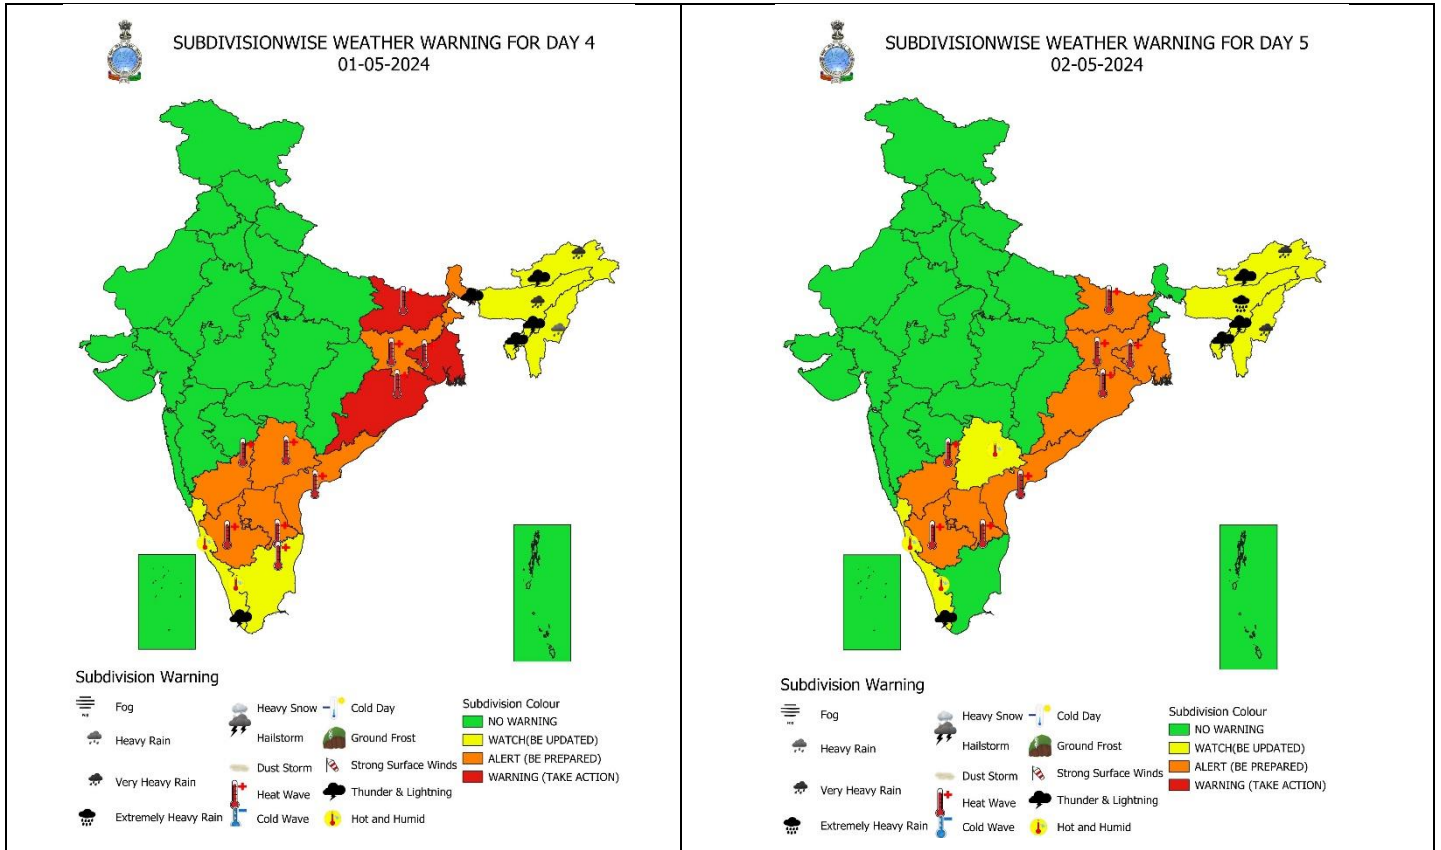 SUBDIVISIONWISE WEATHER WARNING FOR DAY 4
01-05-2024
Subdivision Warning
Fog
Heavy Rain
Very Heavy Rain
Extremely Heavy Rain
Heavy Snow
Hailstorm
Dust Storm
Heat Wave
Cold Wave
Cold Day
Ground Frost
Strong Surface Winds
Thunder & Lightning
Hot and Humid
Subdivision Colour
NO WARNING
WATCH(BE UPDATED)
ALERT (BE PREPARED)
WARNING (TAKE ACTION)
SUBDIVISIONWISE WEATHER WARNING FOR DAY 5
02-05-2024
Subdivision Warning
Fog
Heavy Rain
Very Heavy Rain
Extremely Heavy Rain
Heavy Snow
Hailstorm
Dust Storm
Heat Wave
Cold Wave
Cold Day
Ground Frost
Strong Surface Winds
Thunder & Lightning
Hot and Humid
Subdivision Colour
NO WARNING
WATCH(BE UPDATED)
ALERT (BE PREPARED)
WARNING (TAKE ACTION)